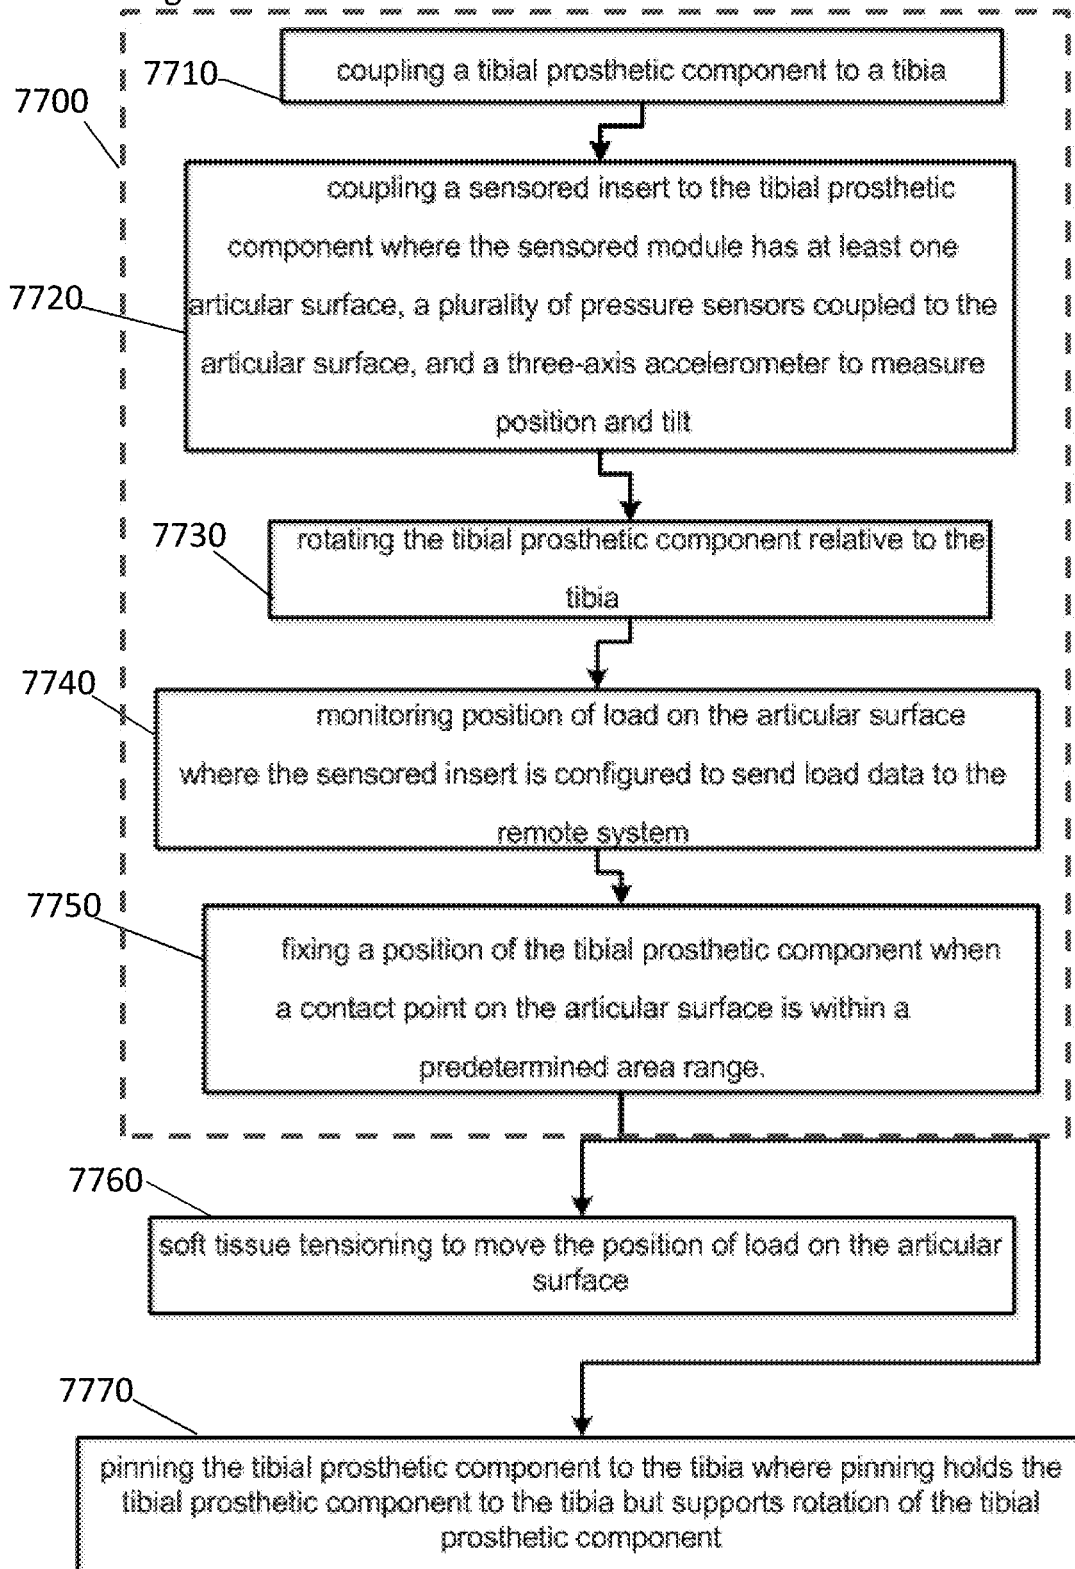 7710
coupling a tibial prosthetic component to a tibia
7700
coupling a sensored insert to the tibial prosthetic
component where the sensored module has at least one
7720
articular surface, a plurality of pressure sensors coupled to the
articular surface, and a three-axis accelerometer to measure
position and tilt
7730
rotating the tibial prosthetic component relative to the
tibia
7740
monitoring position of load on the articular surface
where the sensored insert is configured to send load data to the
remote system
7750
fixing a position of the tibial prosthetic component when
a contact point on the articular surface is within a
predetermined area range.
7760
soft tissue tensioning to move the position of load on the articular
surface
7770
pinning the tibial prosthetic component to the tibia where pinning holds the
tibial prosthetic component to the tibia but supports rotation of the tibial
prosthetic component